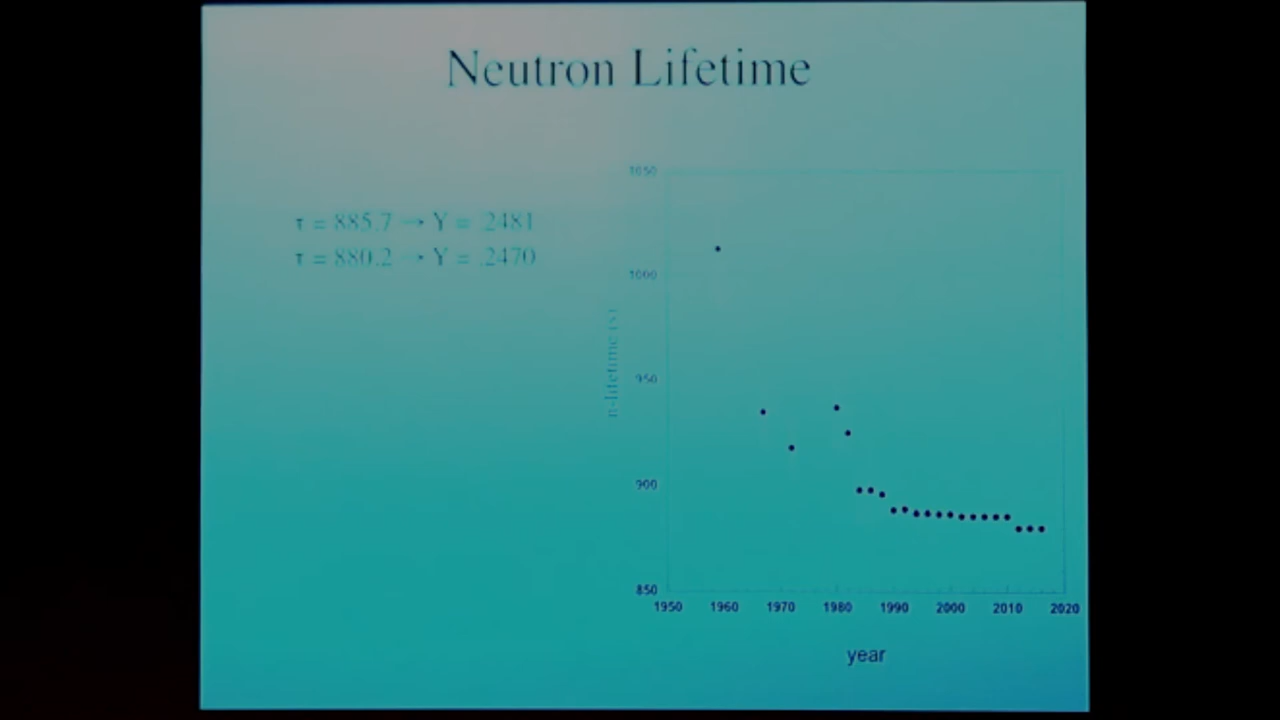 Neutron Lifetime
τ = 885.7 → Y = .2481
τ = 880.2 → Y = .2470
n-lifetime (s)
1050
1000
950
900
850
1950 1960 1970 1980 1990 2000 2010 2020
year